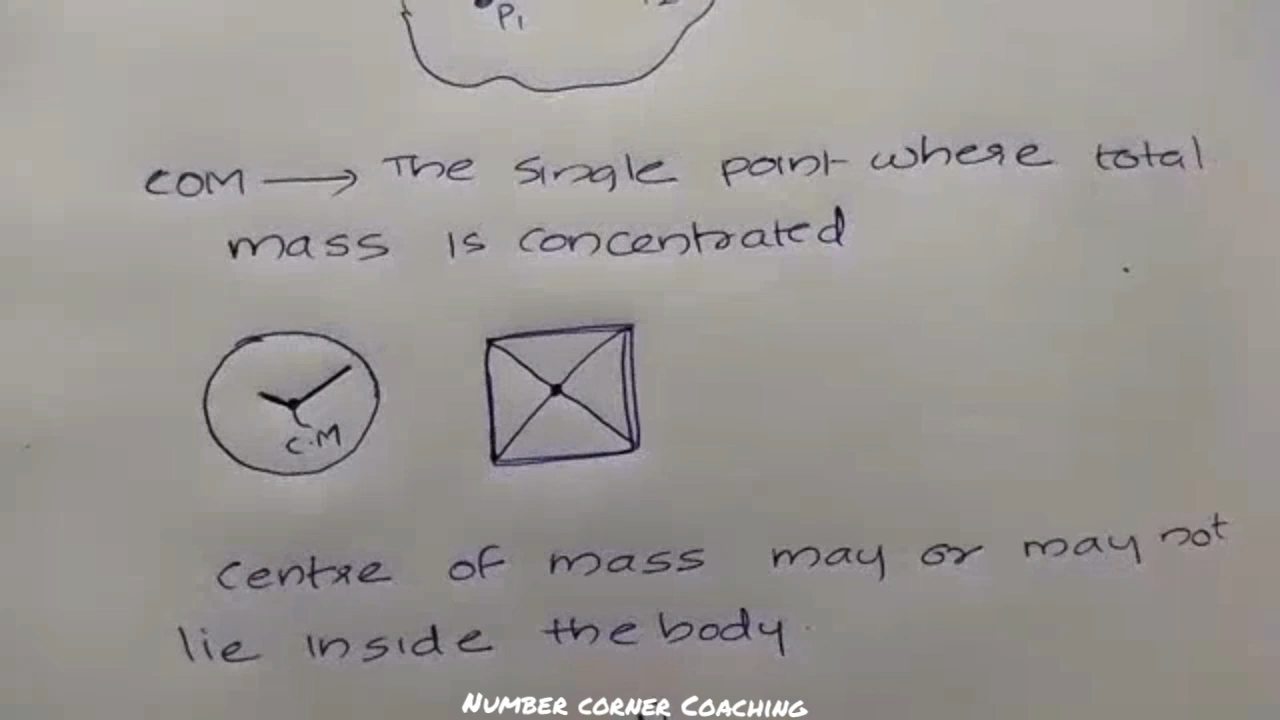 P1
COM → The single point where total
mass is concentrated
C.M
centre of mass may or may not
lie inside the body.
NUMBER CORNER COACHING